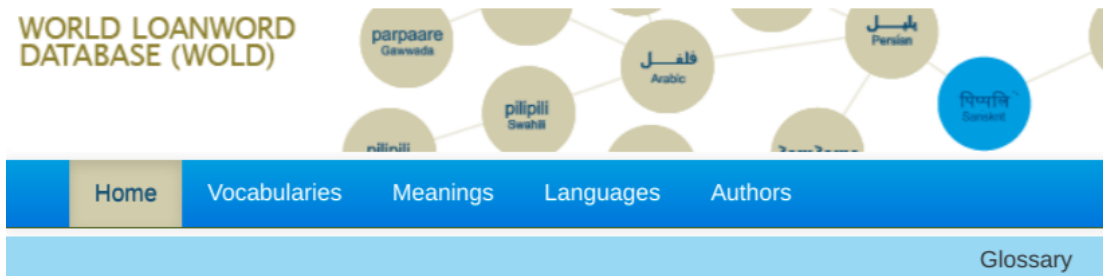 WORLD LOANWORD
DATABASE (WOLD)
parpaare
Gawwada
فلفل
Arabic
پلپل
Persian
पिप्पलि
Sanskrit
pilipili
Swahili
pilipili
Home Vocabularies Meanings Languages Authors
Glossary